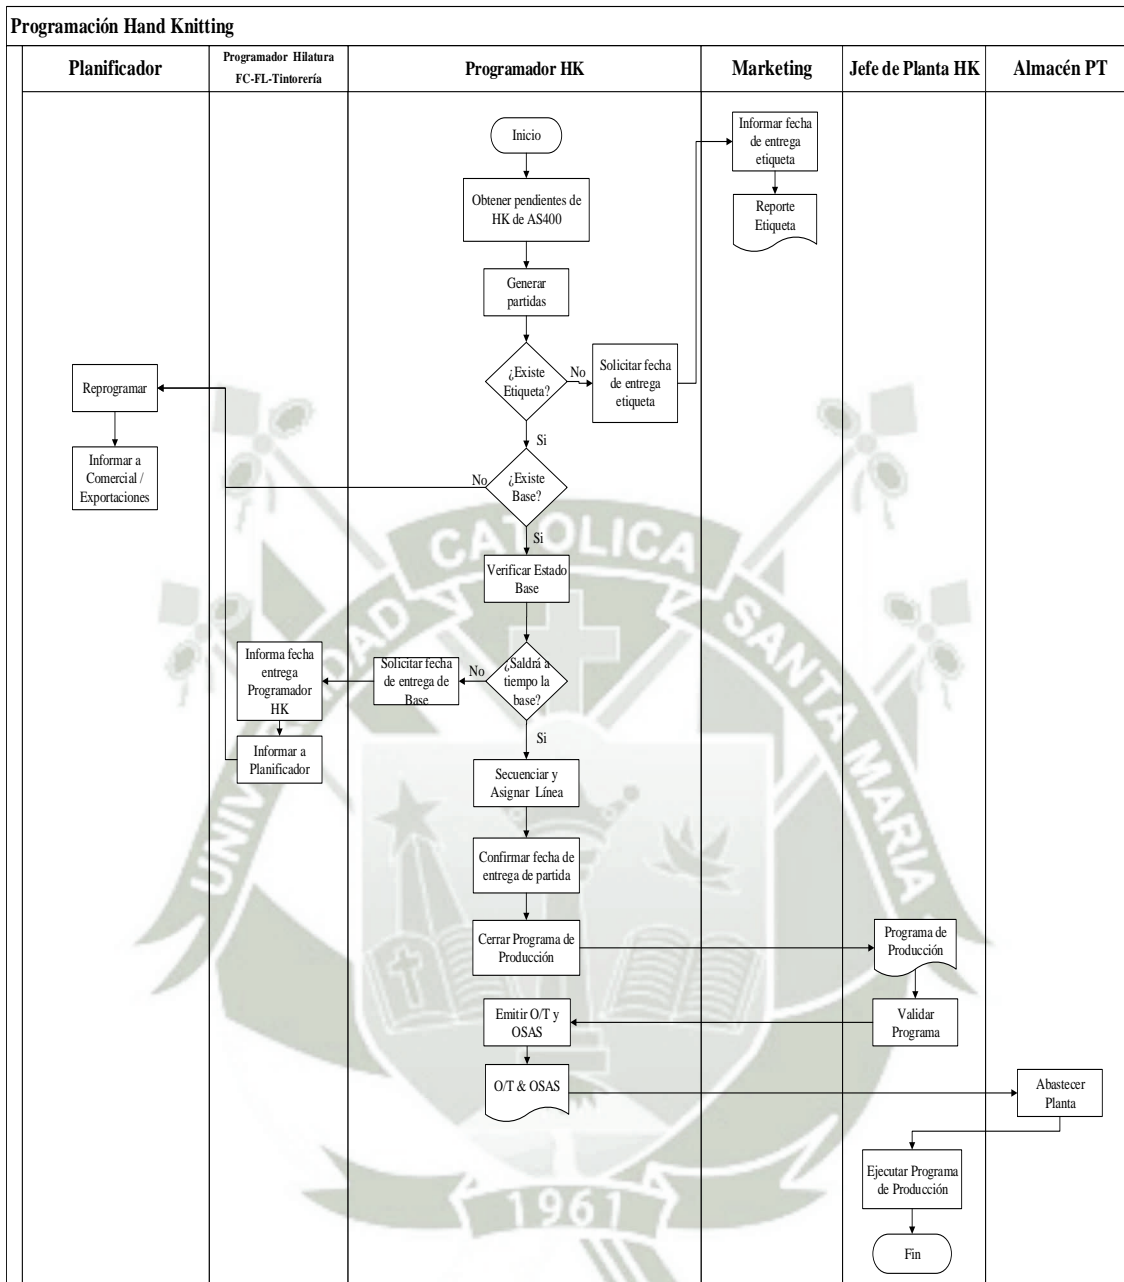 Programación Hand Knitting
Planificador
Programador Hilatura
FC-FL-Tintorería
Programador HK
Marketing
Jefe de Planta HK
Almacén PT
Inicio
Informar fecha
de entrega
etiqueta
Obtener pendientes de
HK de AS400
Reporte
Etiqueta
Generar
partidas
¿Existe
Etiqueta?
No
Solicitar fecha
de entrega
etiqueta
Reprogramar
Si
Informar a
Comercial /
Exportaciones
No
¿Existe
Base?
Si
Verificar Estado
Base
Informa fecha
entrega
Programador
HK
Solicitar fecha
de entrega de
Base
No
¿Saldrá a
tiempo la
base?
Si
Informar a
Planificador
Secuenciar y
Asignar Línea
Confirmar fecha de
entrega de partida
Cerrar Programa de
Producción
Programa de
Producción
Emitir O/T y
OSAS
Validar
Programa
O/T & OSAS
Abastecer
Planta
Ejecutar Programa
de Producción
Fin
UNIVERSIDAD CATOLICA SANTA MARIA
1961